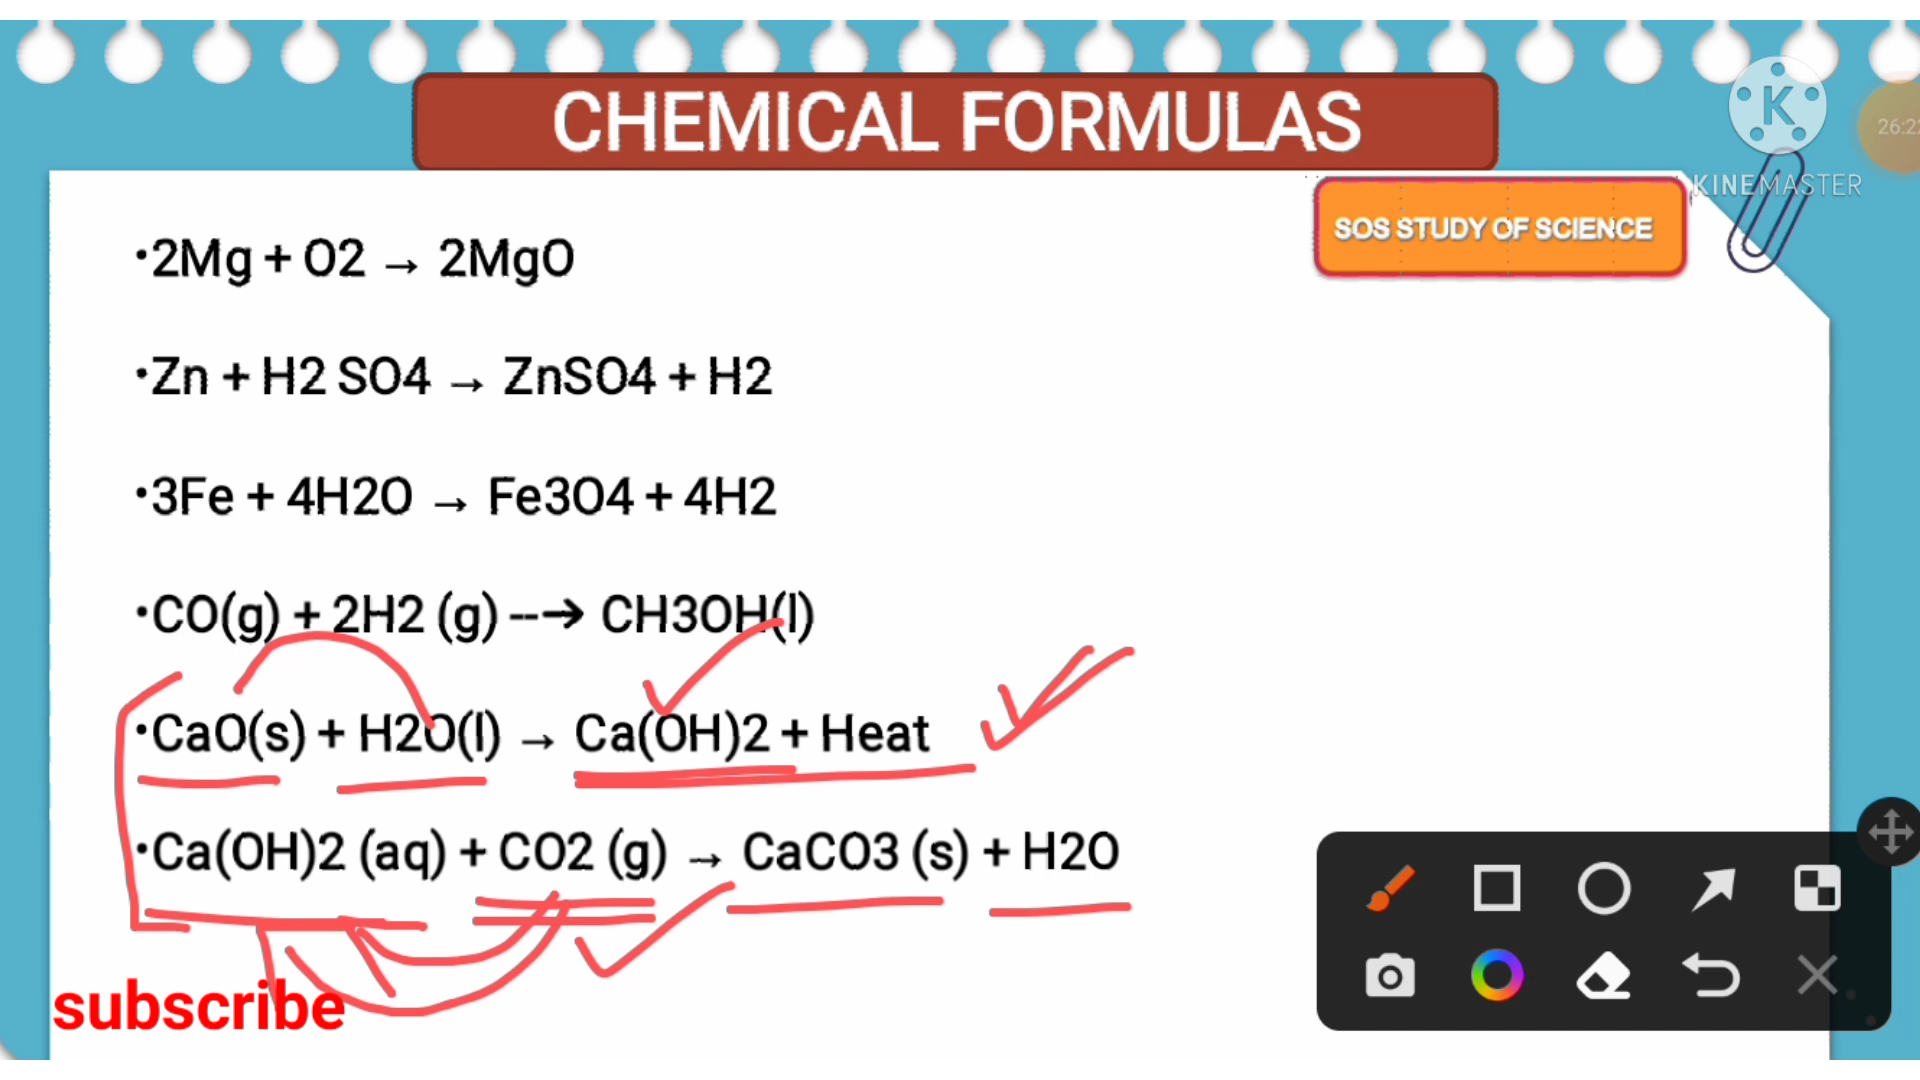 CHEMICAL FORMULAS
K
KINEMASTER
SOS STUDY OF SCIENCE
•2Mg + O2 → 2MgO
•Zn + H2 SO4 → ZnSO4 + H2
•3Fe + 4H2O → Fe3O4 + 4H2
•CO(g) + 2H2 (g) --→ CH3OH(l)
•CaO(s) + H2O(l) → Ca(OH)2 + Heat
•Ca(OH)2 (aq) + CO2 (g) → CaCO3 (s) + H2O
subscribe